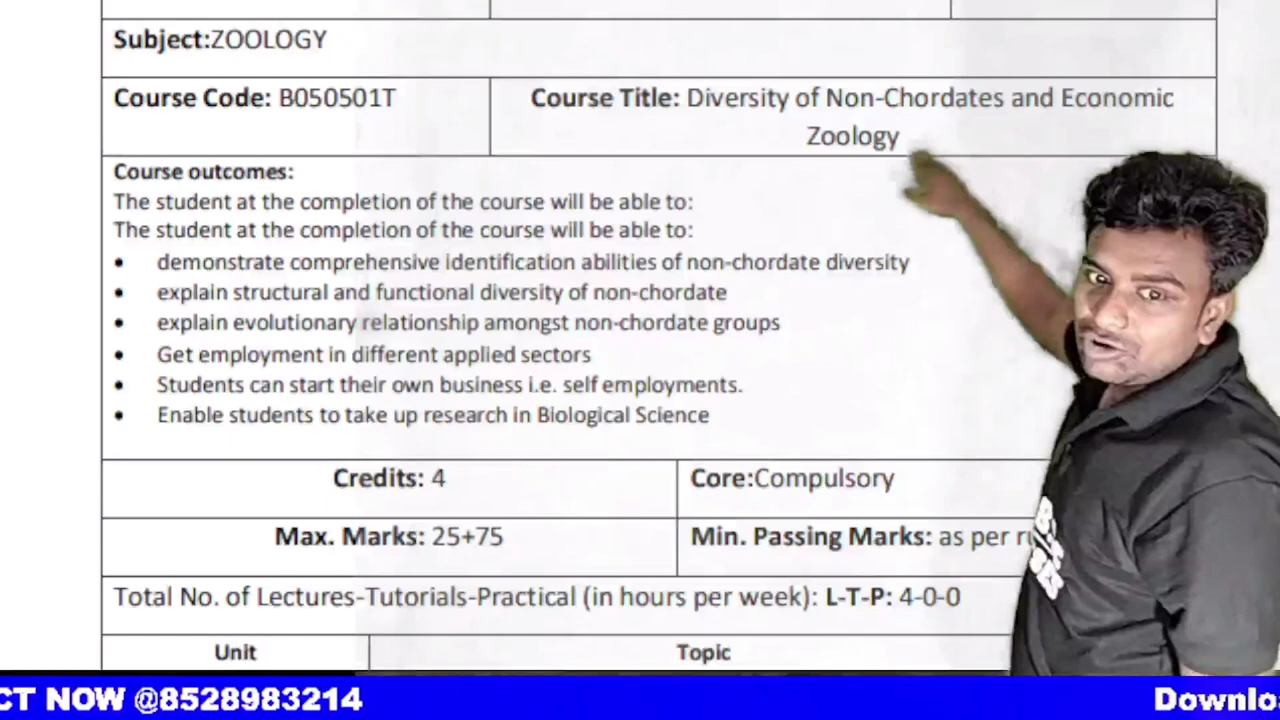 Subject:ZOOLOGY
Course Code: B050501T
Course Title: Diversity of Non-Chordates and Economic
Zoology
Course outcomes:
The student at the completion of the course will be able to:
The student at the completion of the course will be able to:
• demonstrate comprehensive identification abilities of non-chordate diversity
• explain structural and functional diversity of non-chordate
• explain evolutionary relationship amongst non-chordate groups
• Get employment in different applied sectors
• Students can start their own business i.e. self employments.
• Enable students to take up research in Biological Science
Credits: 4
Core:Compulsory
Max. Marks: 25+75
Min. Passing Marks: as per
Total No. of Lectures-Tutorials-Practical (in hours per week): L-T-P: 4-0-0
Unit
Topic
CT NOW @8528983214
Downlo